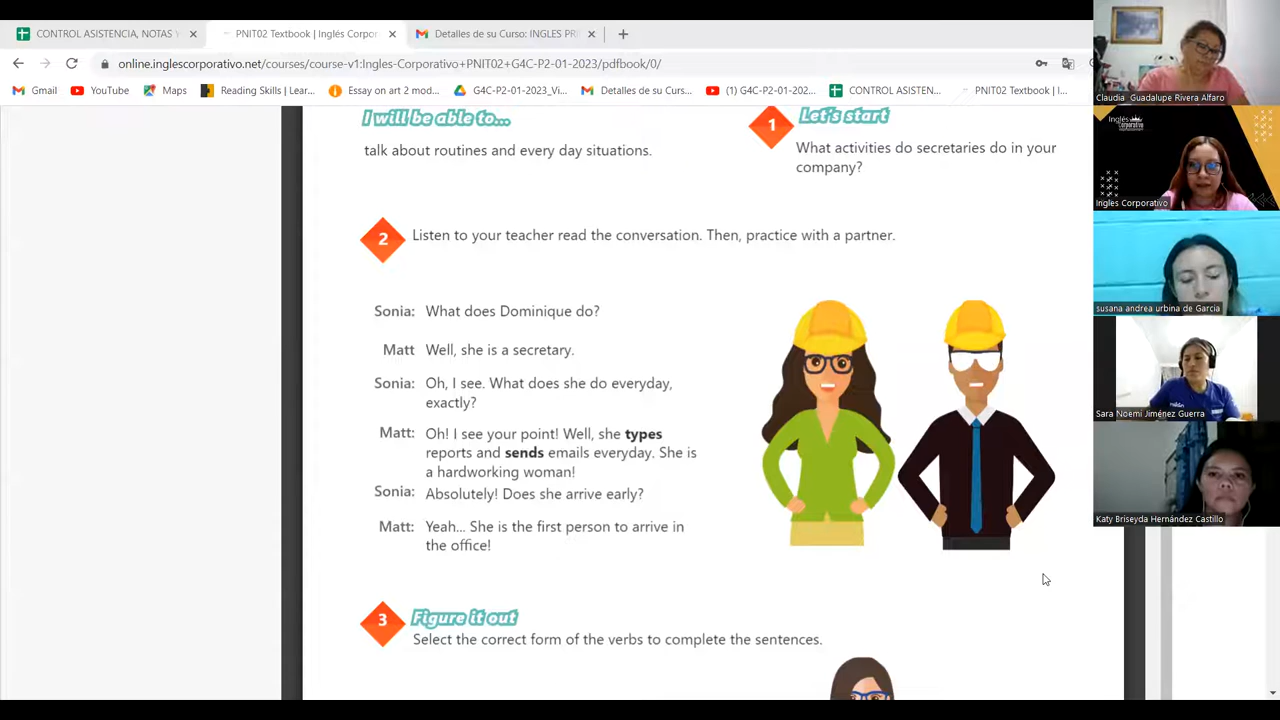 CONTROL ASISTENCIA, NOTAS Y
PNIT02 Textbook | Inglés Corpor
Detalles de su Curso: INGLES PRI
online.inglescorporativo.net/courses/course-v1:Ingles-Corporativo+PNIT02+G4C-P2-01-2023/pdfbook/0/
Gmail
YouTube
Maps
Reading Skills | Lear...
Essay on art 2 mod...
G4C-P2-01-2023_Vi...
Detalles de su Curs...
(1) G4C-P2-01-202...
CONTROL ASISTEN...
PNIT02 Textbook | I...
I will be able to...
talk about routines and every day situations.
1
Let's start
What activities do secretaries do in your
company?
2
Listen to your teacher read the conversation. Then, practice with a partner.
Sonia: What does Dominique do?
Matt Well, she is a secretary.
Sonia: Oh, I see. What does she do everyday,
exactly?
Matt: Oh! I see your point! Well, she types
reports and sends emails everyday. She is
a hardworking woman!
Sonia: Absolutely! Does she arrive early?
Matt: Yeah... She is the first person to arrive in
the office!
3
Figure it out
Select the correct form of the verbs to complete the sentences.
Claudia Guadalupe Rivera Alfaro
Inglés
Corporativo
Ingles Corporativo
susana andrea urbina de Garcia
Sara Noemi Jiménez Guerra
Katy Briseyda Hernández Castillo